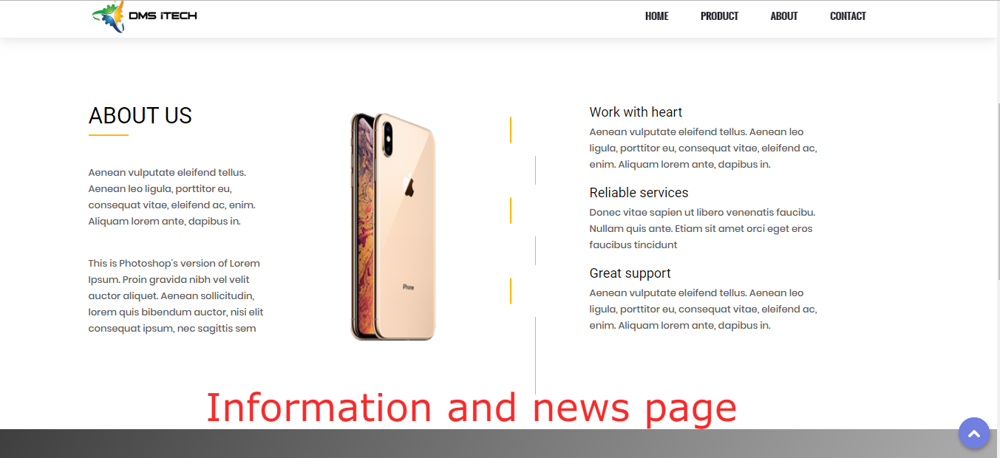 DMS iTECH
HOME PRODUCT ABOUT CONTACT
ABOUT US
Aenean vulputate eleifend tellus.
Aenean leo ligula, porttitor eu,
consequat vitae, eleifend ac, enim.
Aliquam lorem ante, dapibus in.
This is Photoshop's version of Lorem
Ipsum. Proin gravida nibh vel velit
auctor aliquet. Aenean sollicitudin,
lorem quis bibendum auctor, nisi elit
consequat ipsum, nec sagittis sem
iPhone
Work with heart
Aenean vulputate eleifend tellus. Aenean leo
ligula, porttitor eu, consequat vitae, eleifend ac,
enim. Aliquam lorem ante, dapibus in.
Reliable services
Donec vitae sapien ut libero venenatis faucibu.
Nullam quis ante. Etiam sit amet orci eget eros
faucibus tincidunt
Great support
Aenean vulputate eleifend tellus. Aenean leo
ligula, porttitor eu, consequat vitae, eleifend ac,
enim. Aliquam lorem ante, dapibus in.
Information and news page